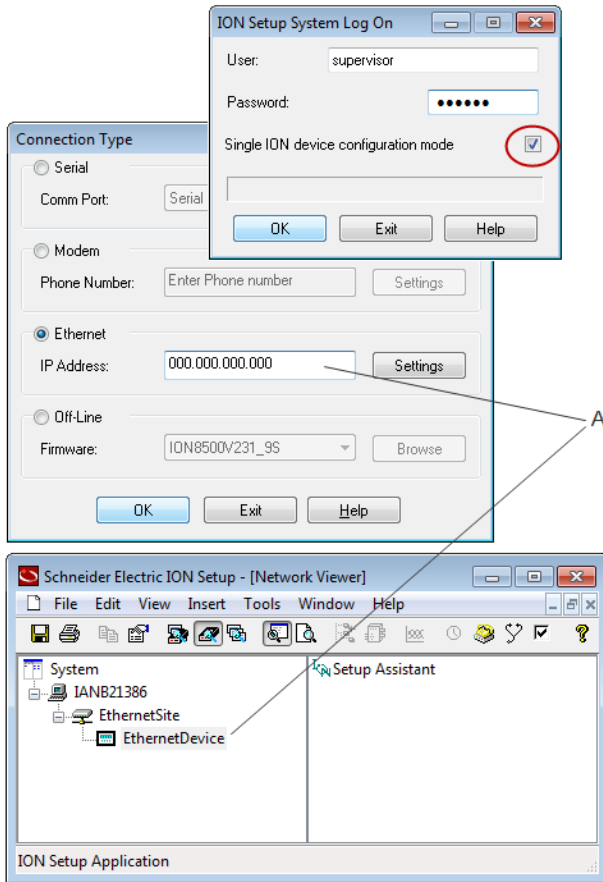 ION Setup System Log On
User: supervisor
Password: ••••••
Single ION device configuration mode
OK Exit Help
Connection Type
Serial
Comm Port: Serial
Modem
Phone Number: Enter Phone number Settings
Ethernet
IP Address: 000.000.000.000 Settings
A
Off-Line
Firmware: ION8500V231_9S Browse
OK Exit Help
Schneider Electric ION Setup - [Network Viewer]
File Edit View Insert Tools Window Help
System
IANB21386
EthernetSite
EthernetDevice
Setup Assistant
ION Setup Application